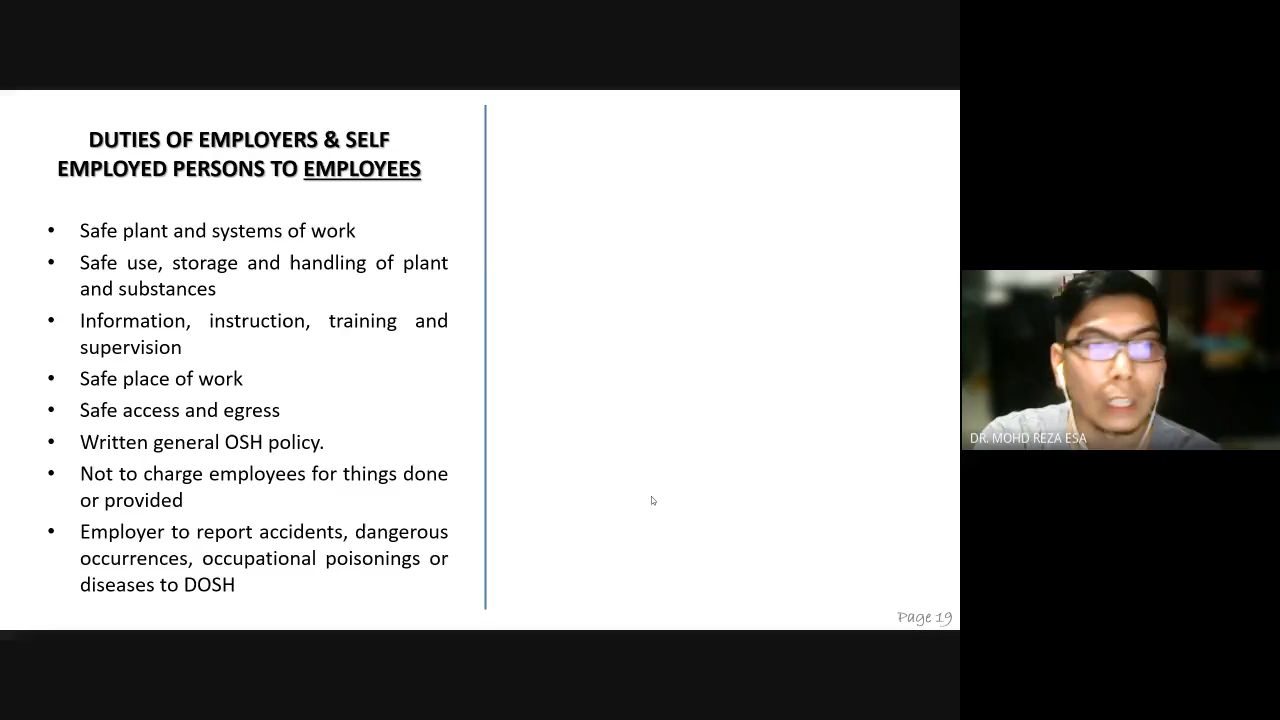 DUTIES OF EMPLOYERS & SELF
EMPLOYED PERSONS TO EMPLOYEES
• Safe plant and systems of work
• Safe use, storage and handling of plant
and substances
• Information, instruction, training and
supervision
• Safe place of work
• Safe access and egress
• Written general OSH policy.
• Not to charge employees for things done
or provided
• Employer to report accidents, dangerous
occurrences, occupational poisonings or
diseases to DOSH
Page 19
DR. MOHD REZA ESA